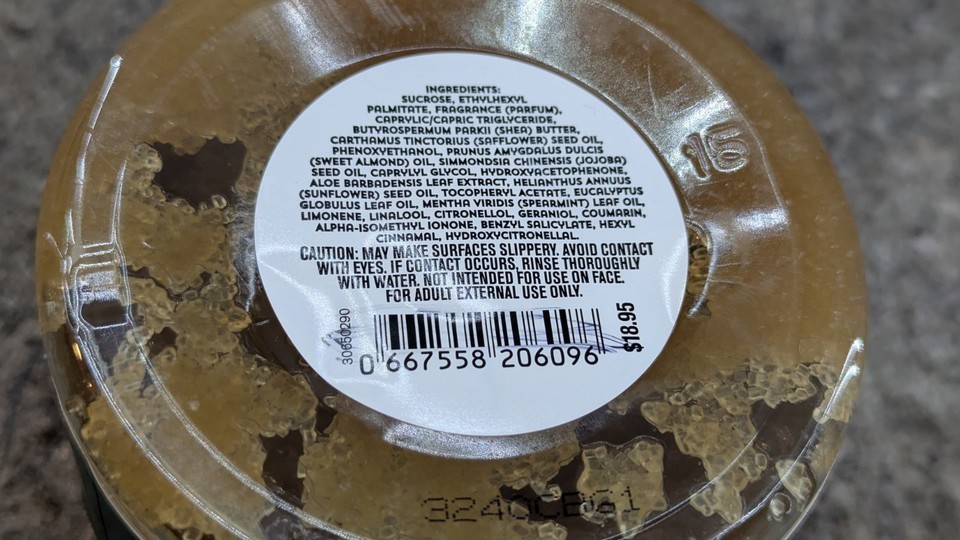 INGREDIENTS:
SUCROSE, ETHYLHEXYL
PALMITATE, FRAGRANCE (PARFUM),
CAPRYLIC/CAPRIC TRIGLYCERIDE,
BUTYROSPERMUM PARKII (SHEA) BUTTER,
CARTHAMUS TINCTORIUS (SAFFLOWER) SEED OIL,
PHENOXYETHANOL, PRUNUS AMYGDALUS DULCIS
(SWEET ALMOND) OIL, SIMMONDSIA CHINENSIS (JOJOBA)
SEED OIL, CAPRYLYL GLYCOL, HYDROXYACETOPHENONE,
ALOE BARBADENSIS LEAF EXTRACT, HELIANTHUS ANNUUS
(SUNFLOWER) SEED OIL, TOCOPHERYL ACETATE, EUCALYPTUS
GLOBULUS LEAF OIL, MENTHA VIRIDIS (SPEARMINT) LEAF OIL,
LIMONENE, LINALOOL, CITRONELLOL, GERANIOL, COUMARIN,
ALPHA-ISOMETHYL IONONE, BENZYL SALICYLATE, HEXYL
CINNAMAL, HYDROXYCITRONELLAL.
CAUTION: MAY MAKE SURFACES SLIPPERY. AVOID CONTACT
WITH EYES. IF CONTACT OCCURS, RINSE THOROUGHLY
WITH WATER. NOT INTENDED FOR USE ON FACE.
FOR ADULT EXTERNAL USE ONLY.
30650290
0 667558 206096
$18.95
15
3240CBG1